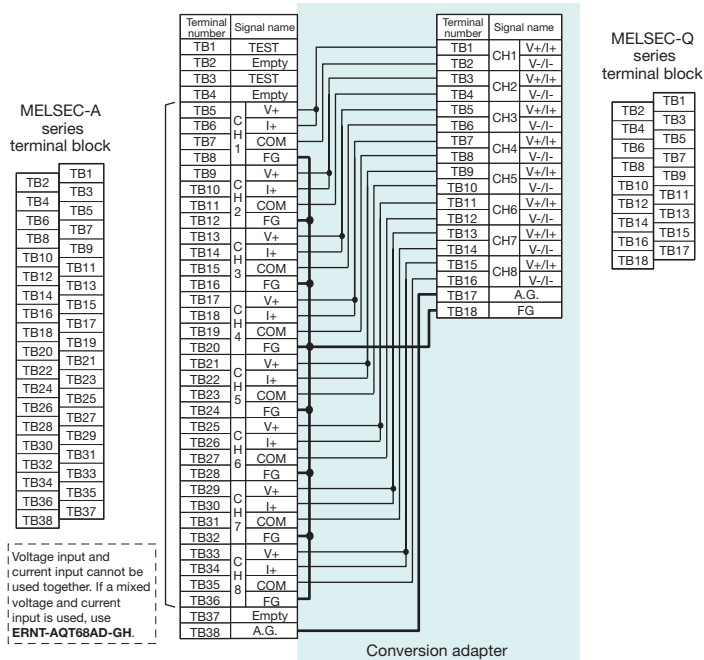 MELSEC-A
series
terminal block
TB1
TB2
TB3
TB4
TB5
TB6
TB7
TB8
TB9
TB10
TB11
TB12
TB13
TB14
TB15
TB16
TB17
TB18
TB19
TB20
TB21
TB22
TB23
TB24
TB25
TB26
TB27
TB28
TB29
TB30
TB31
TB32
TB33
TB34
TB35
TB36
TB37
TB38
Voltage input and
current input cannot be
used together. If a mixed
voltage and current
input is used, use
ERNT-AQT68AD-GH.
Terminal number Signal name
TB1 TEST
TB2 Empty
TB3 TEST
TB4 Empty
CH1
TB5 V+
TB6 I+
TB7 COM
TB8 FG
CH2
TB9 V+
TB10 I+
TB11 COM
TB12 FG
CH3
TB13 V+
TB14 I+
TB15 COM
TB16 FG
CH4
TB17 V+
TB18 I+
TB19 COM
TB20 FG
CH5
TB21 V+
TB22 I+
TB23 COM
TB24 FG
CH6
TB25 V+
TB26 I+
TB27 COM
TB28 FG
CH7
TB29 V+
TB30 I+
TB31 COM
TB32 FG
CH8
TB33 V+
TB34 I+
TB35 COM
TB36 FG
TB37 Empty
TB38 A.G.
Terminal number Signal name
TB1 CH1 V+/I+
TB2 V-/I-
TB3 CH2 V+/I+
TB4 V-/I-
TB5 CH3 V+/I+
TB6 V-/I-
TB7 CH4 V+/I+
TB8 V-/I-
TB9 CH5 V+/I+
TB10 V-/I-
TB11 CH6 V+/I+
TB12 V-/I-
TB13 CH7 V+/I+
TB14 V-/I-
TB15 CH8 V+/I+
TB16 V-/I-
TB17 A.G.
TB18 FG
Conversion adapter
MELSEC-Q
series
terminal block
TB1
TB2
TB3
TB4
TB5
TB6
TB7
TB8
TB9
TB10
TB11
TB12
TB13
TB14
TB15
TB16
TB17
TB18